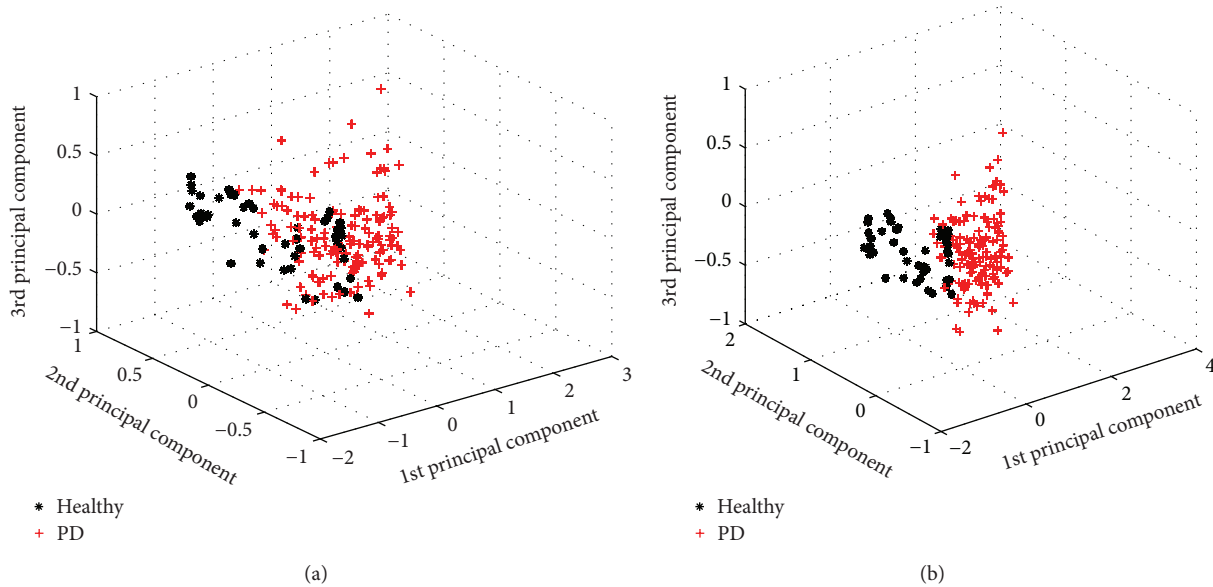 1
0.5
0
−0.5
−1
3rd principal component
1
0.5
0
−0.5
−1
2nd principal component
−2
−1
0
1
2
3
1st principal component
Healthy
PD
(a)
1
0.5
0
−0.5
−1
3rd principal component
2
1
0
−1
2nd principal component
−2
0
2
4
1st principal component
Healthy
PD
(b)